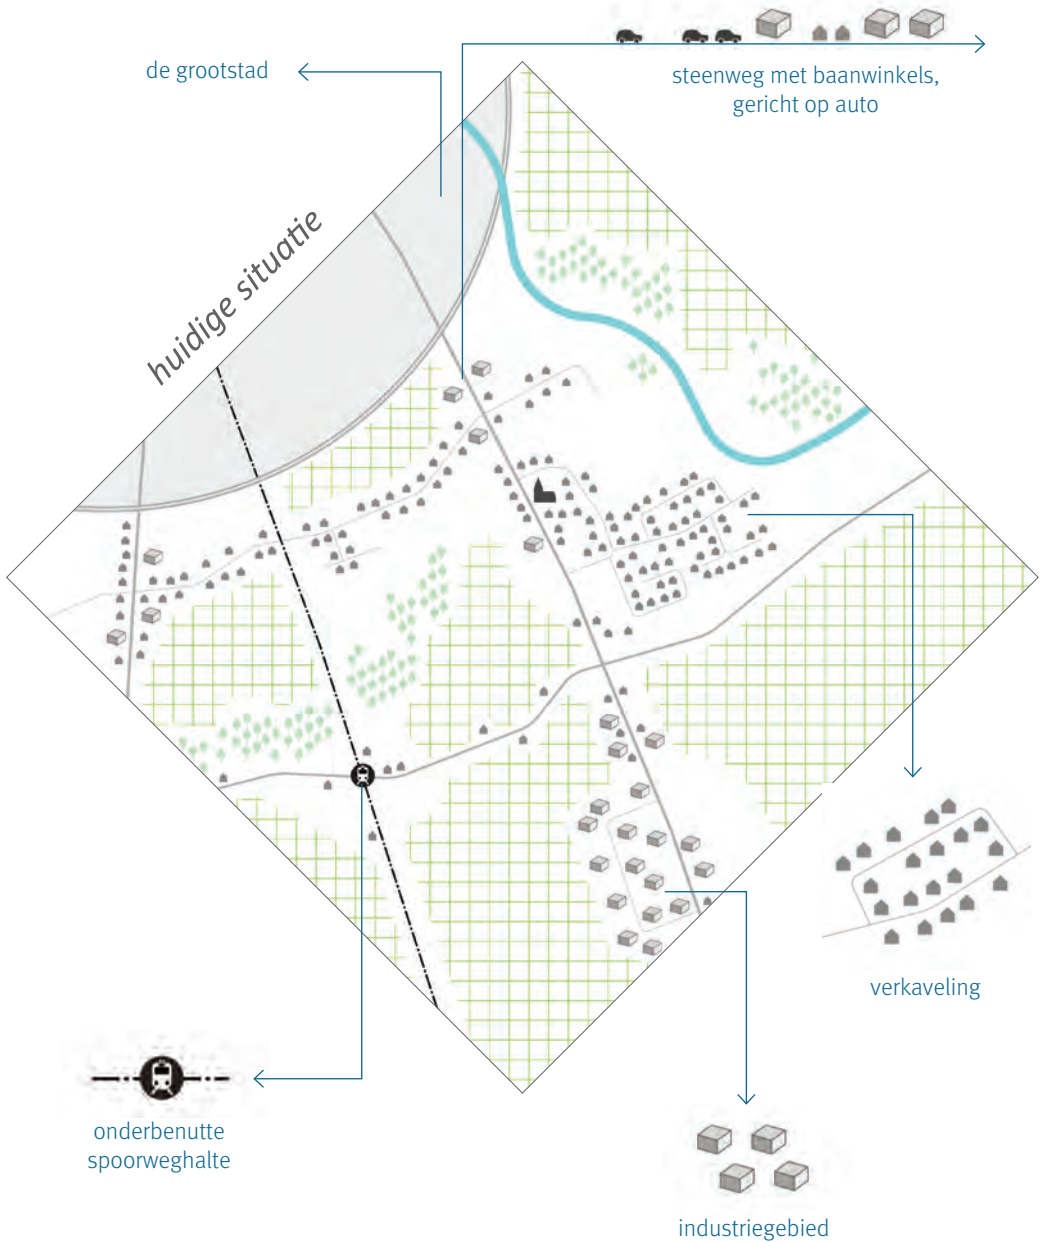 de grootstad
steenweg met baanwinkels,
gericht op auto
huidige situatie
verkaveling
onderbenutte
spoorweghalte
industriegebied